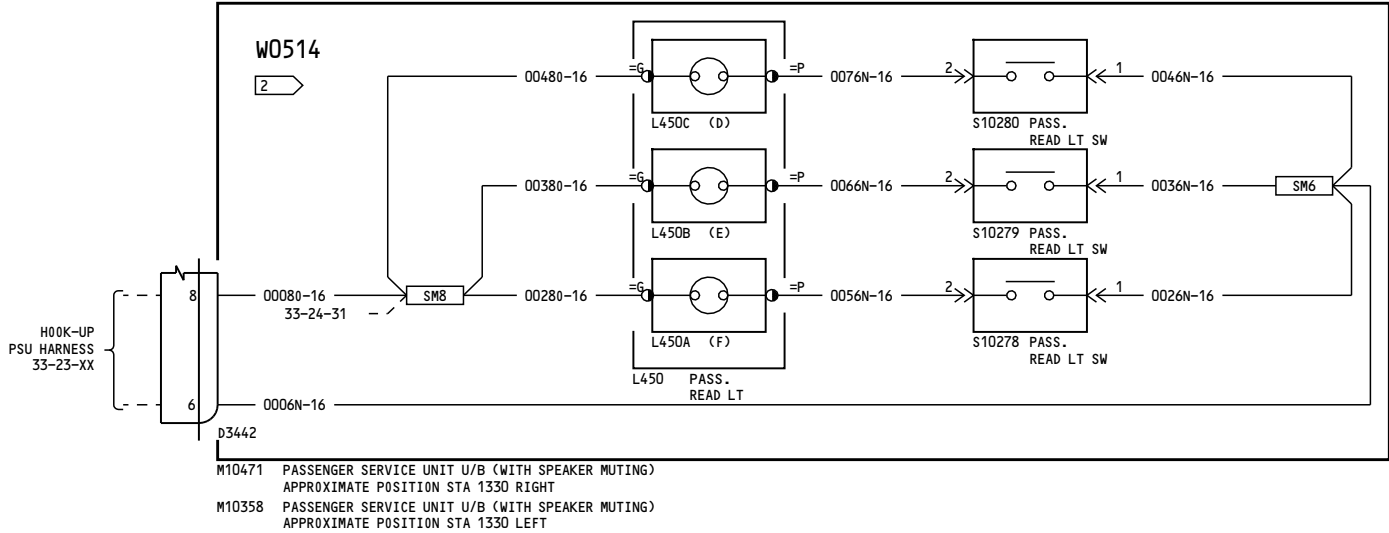 W0514
2
0048O-16
=G
=P
0076N-16
2
1
0046N-16
L450C (D)
S10280 PASS.
READ LT SW
0038O-16
=G
=P
0066N-16
2
1
0036N-16
SM6
L450B (E)
S10279 PASS.
READ LT SW
8
0008O-16
SM8
0028O-16
=G
=P
0056N-16
2
1
0026N-16
33-24-31
HOOK-UP
PSU HARNESS
33-23-XX
L450A (F)
S10278 PASS.
READ LT SW
L450 PASS.
READ LT
6
0006N-16
D3442
M10471 PASSENGER SERVICE UNIT U/B (WITH SPEAKER MUTING)
APPROXIMATE POSITION STA 1330 RIGHT
M10358 PASSENGER SERVICE UNIT U/B (WITH SPEAKER MUTING)
APPROXIMATE POSITION STA 1330 LEFT